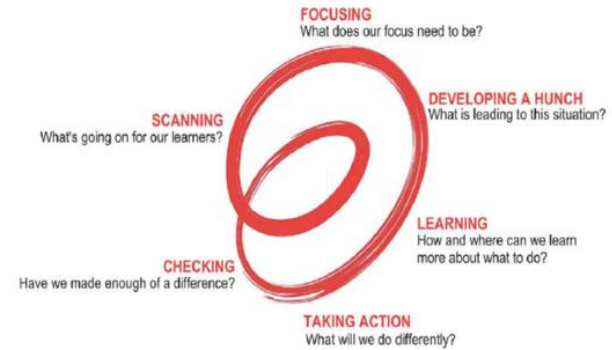 FOCUSING
What does our focus need to be?
DEVELOPING A HUNCH
What is leading to this situation?
LEARNING
How and where can we learn
more about what to do?
TAKING ACTION
What will we do differently?
CHECKING
Have we made enough of a difference?
SCANNING
What's going on for our learners?